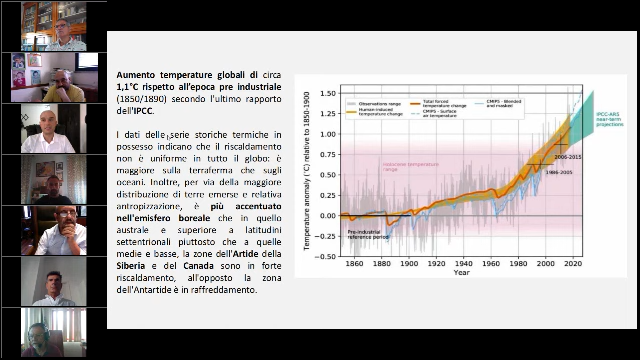 Aumento temperature globali di circa
1,1°C rispetto all'epoca pre industriale
(1850/1890) secondo l'ultimo rapporto
dell'IPCC.
I dati delle serie storiche termiche in
possesso indicano che il riscaldamento
non è uniforme in tutto il globo: è
maggiore sulla terraferma che sugli
oceani. Inoltre, per via della maggiore
distribuzione di terre emerse e relativa
antropizzazione, è più accentuato
nell'emisfero boreale che in quello
australe e superiore a latitudini
settentrionali piuttosto che a quelle
medie e basse, la zone dell'Artide della
Siberia e del Canada sono in forte
riscaldamento, all'opposto la zona
dell'Antartide è in raffreddamento.
Temperature anomaly (°C) relative to 1850-1900
1.50
1.25
1.00
0.75
0.50
0.25
0.00
−0.25
−0.50
Observations range
Human-induced
temperature change
Total forced
temperature change
CMIP5 - Surface
air temperature
CMIP5 - Blended
and masked
IPCC-AR5
near-term
projections
temperature
range
2006-2015
1986-2005
Pre-industrial
reference period
1860 1880 1900 1920 1940 1960 1980 2000 2020
Year